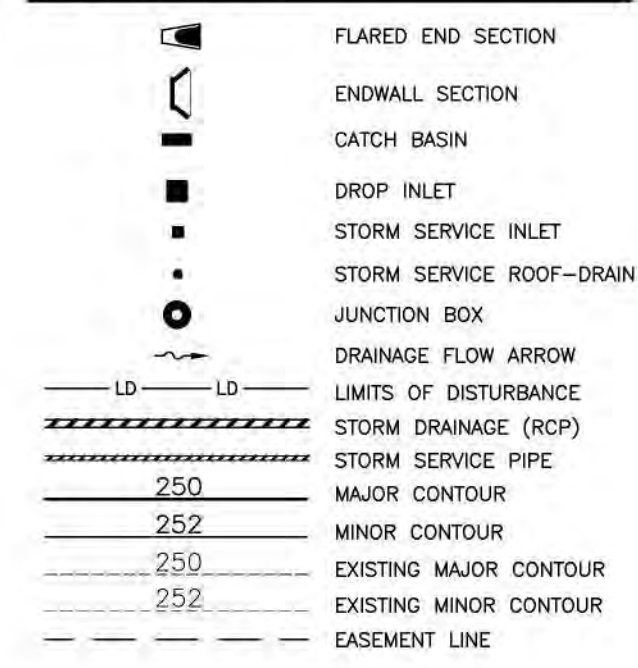 FLARED END SECTION
ENDWALL SECTION
CATCH BASIN
DROP INLET
STORM SERVICE INLET
STORM SERVICE ROOF-DRAIN
JUNCTION BOX
DRAINAGE FLOW ARROW
LD LD LIMITS OF DISTURBANCE
STORM DRAINAGE (RCP)
STORM SERVICE PIPE
250 MAJOR CONTOUR
252 MINOR CONTOUR
250 EXISTING MAJOR CONTOUR
252 EXISTING MINOR CONTOUR
EASEMENT LINE